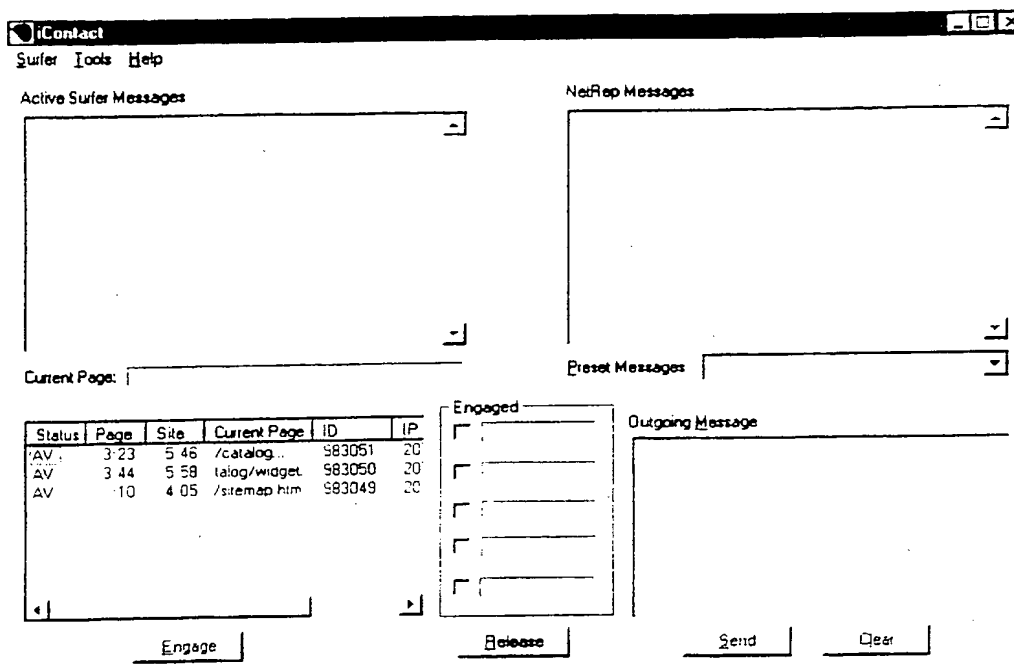 iContact
Surfer Tools Help
Active Surfer Messages
NetRep Messages
Current Page:
Preset Messages
Status Page Site Current Page ID IP
AV 3:23 5:46 /catalog... 983051 20
AV 3:44 5:58 talog/widget. 983050 20
AV :10 4:05 /sitemap.htm 983049 20
Engaged
Outgoing Message
Engage
Release
Send
Clear